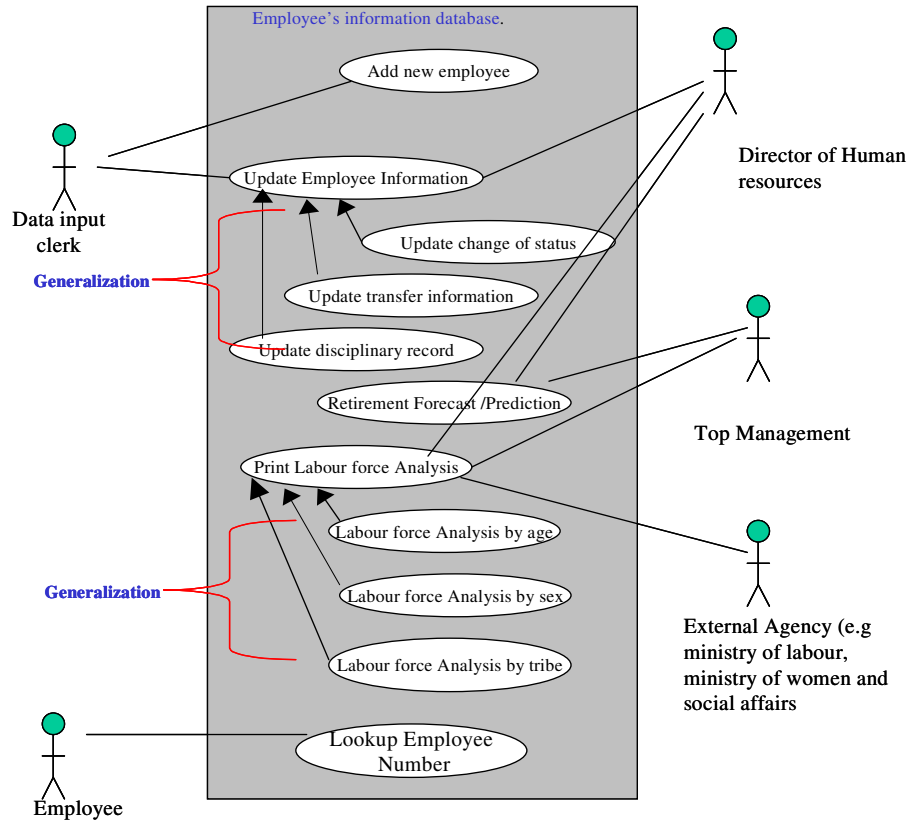 Employee's information database.
Add new employee
Director of Human
resources
Update Employee Information
Data input
clerk
Update change of status
Generalization
Update transfer information
Update disciplinary record
Retirement Forecast /Prediction
Top Management
Print Labour force Analysis
Labour force Analysis by age
Generalization
Labour force Analysis by sex
External Agency (e.g
ministry of labour,
ministry of women and
social affairs
Labour force Analysis by tribe
Lookup Employee
Number
Employee